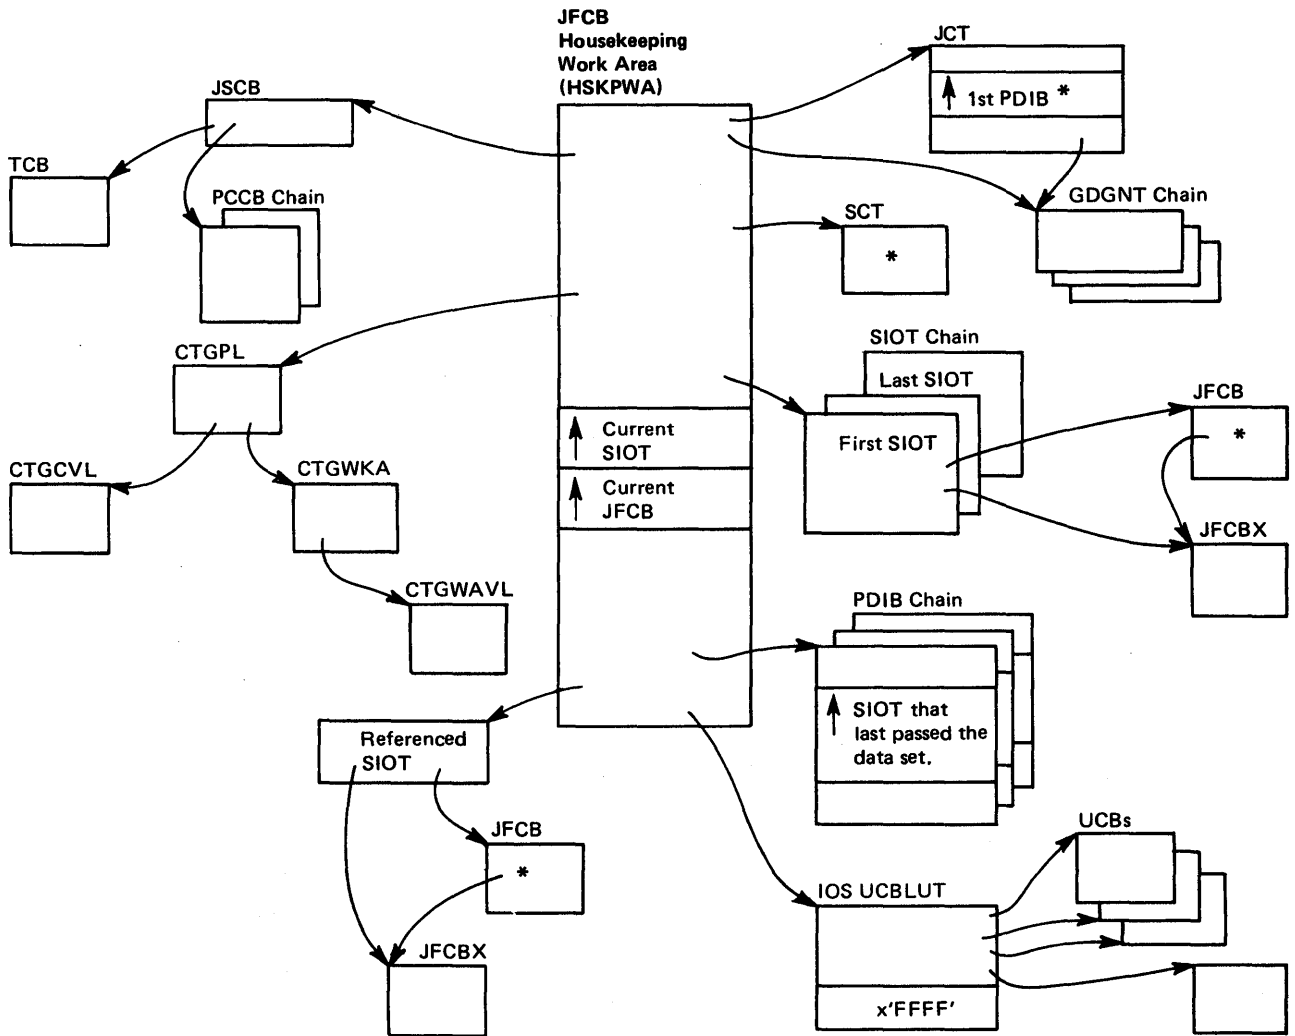 JFCB
Housekeeping
Work Area
(HSKPWA)
JCT
1st PDIB *
JSCB
TCB
PCCB Chain
SCT
*
GDGNT Chain
CTGPL
SIOT Chain
Last SIOT
First SIOT
JFCB
*
Current
SIOT
Current
JFCB
CTGCVL
CTGWKA
JFCBX
CTGWAVL
PDIB Chain
SIOT that
last passed the
data set.
Referenced
SIOT
JFCB
*
UCBs
IOS UCBLUT
JFCBX
x'FFFF'